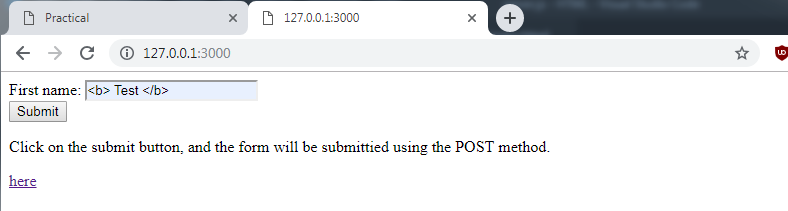 Practical
127.0.0.1:3000
127.0.0.1:3000
First name: <b> Test </b>
Submit
Click on the submit button, and the form will be submittied using the POST method.
here